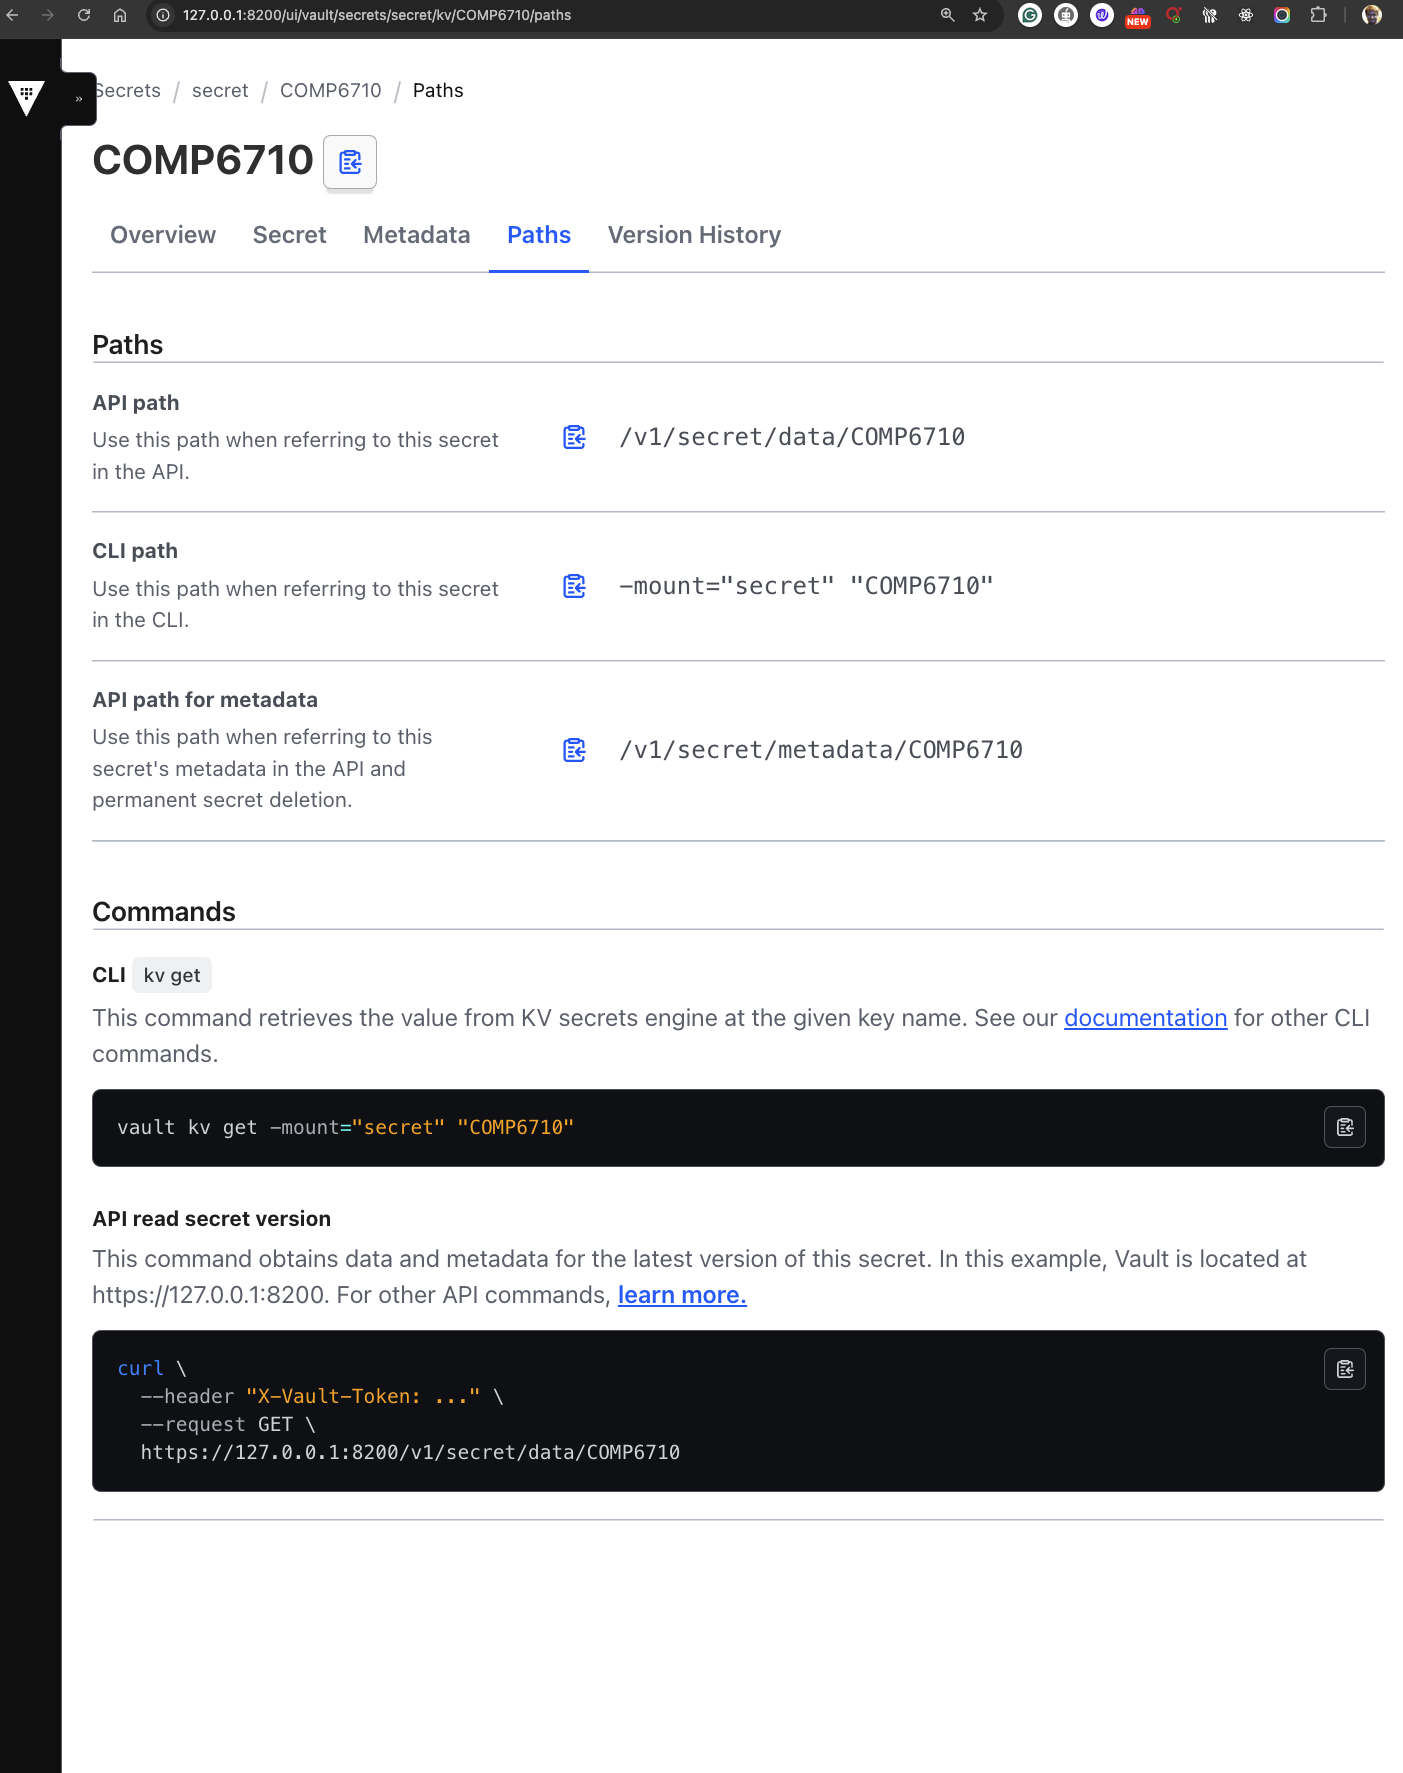 127.0.0.1:8200/ui/vault/secrets/secret/kv/COMP6710/paths
NEW
»
Secrets / secret / COMP6710 / Paths
COMP6710
Overview Secret Metadata Paths Version History
Paths
API path
Use this path when referring to this secret
in the API.
/v1/secret/data/COMP6710
CLI path
Use this path when referring to this secret
in the CLI.
-mount="secret" "COMP6710"
API path for metadata
Use this path when referring to this
secret's metadata in the API and
permanent secret deletion.
/v1/secret/metadata/COMP6710
Commands
CLI kv get
This command retrieves the value from KV secrets engine at the given key name. See our documentation for other CLI
commands.
vault kv get -mount="secret" "COMP6710"
API read secret version
This command obtains data and metadata for the latest version of this secret. In this example, Vault is located at
https://127.0.0.1:8200. For other API commands, learn more.
curl \
--header "X-Vault-Token: ..." \
--request GET \
https://127.0.0.1:8200/v1/secret/data/COMP6710